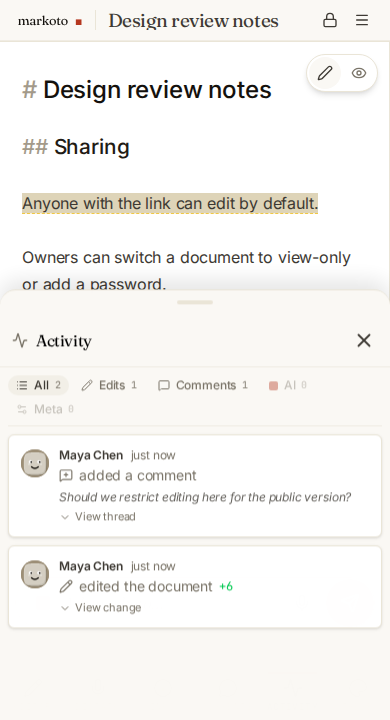 markoto
Design review notes
# Design review notes
## Sharing
Anyone with the link can edit by default.
Owners can switch a document to view-only
or add a password.
Activity
All 2 Edits 1 Comments 1 AI 0
Meta 0
Maya Chen just now
added a comment
Should we restrict editing here for the public version?
View thread
Maya Chen just now
edited the document +6
View change